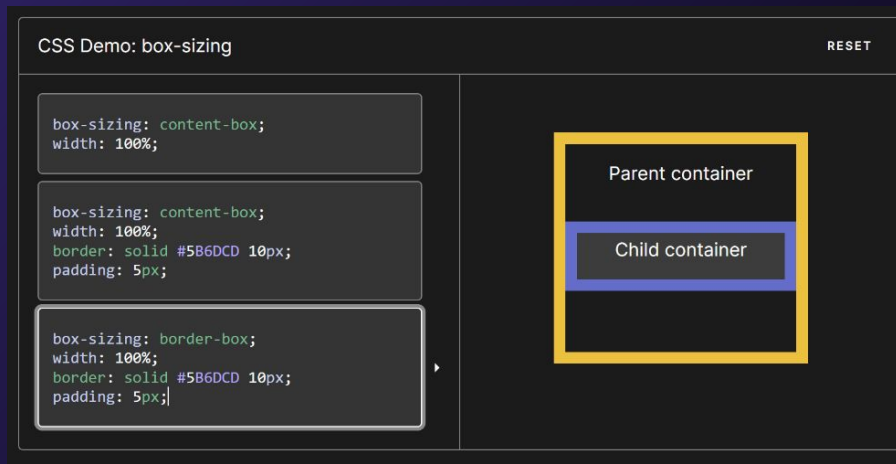 CSS Demo: box-sizing
RESET
box-sizing: content-box;
width: 100%;
box-sizing: content-box;
width: 100%;
border: solid #5B6DCD 10px;
padding: 5px;
box-sizing: border-box;
width: 100%;
border: solid #5B6DCD 10px;
padding: 5px;
Parent container
Child container